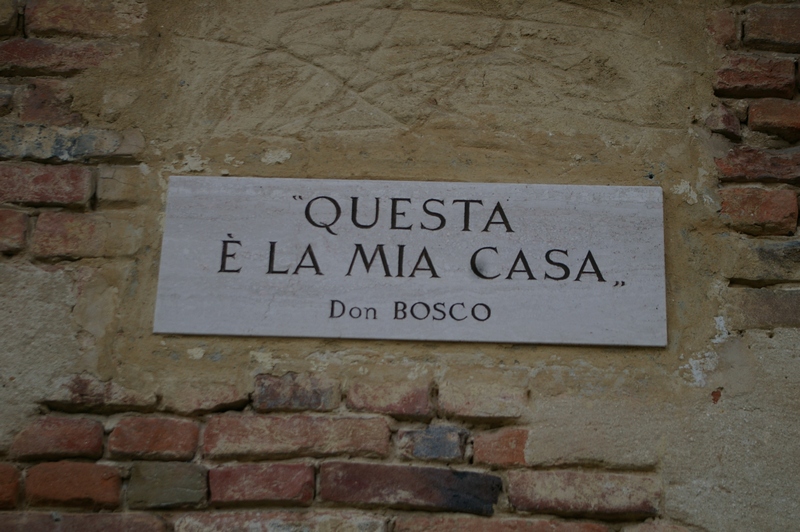 "QUESTA
È LA MIA CASA„
Don BOSCO